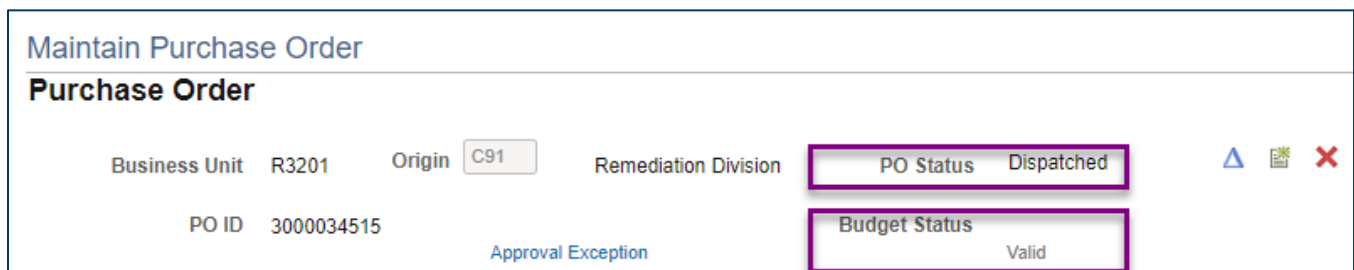 Maintain Purchase Order
Purchase Order
Business Unit R3201 Origin C91 Remediation Division PO Status Dispatched
PO ID 3000034515 Budget Status
Approval Exception Valid